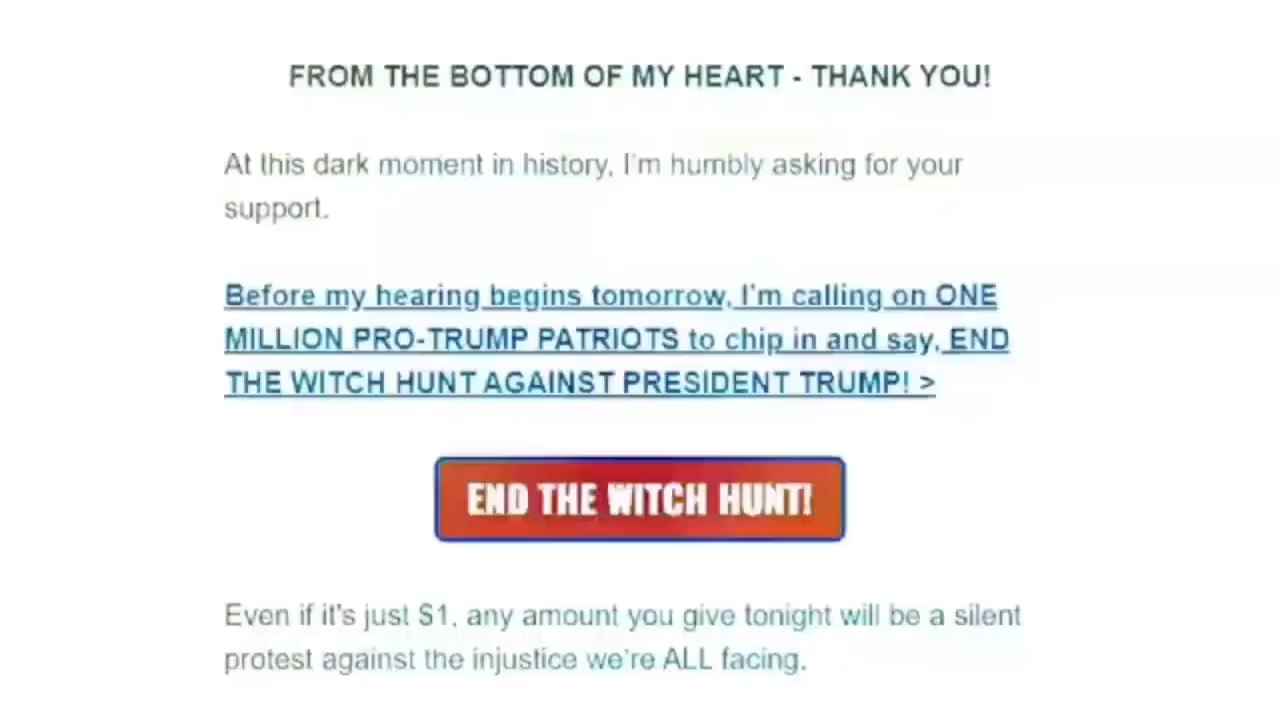 FROM THE BOTTOM OF MY HEART - THANK YOU!
At this dark moment in history, I'm humbly asking for your
support.
Before my hearing begins tomorrow, I'm calling on ONE
MILLION PRO-TRUMP PATRIOTS to chip in and say, END
THE WITCH HUNT AGAINST PRESIDENT TRUMP! >
END THE WITCH HUNT!
Even if it's just $1, any amount you give tonight will be a silent
protest against the injustice we're ALL facing.